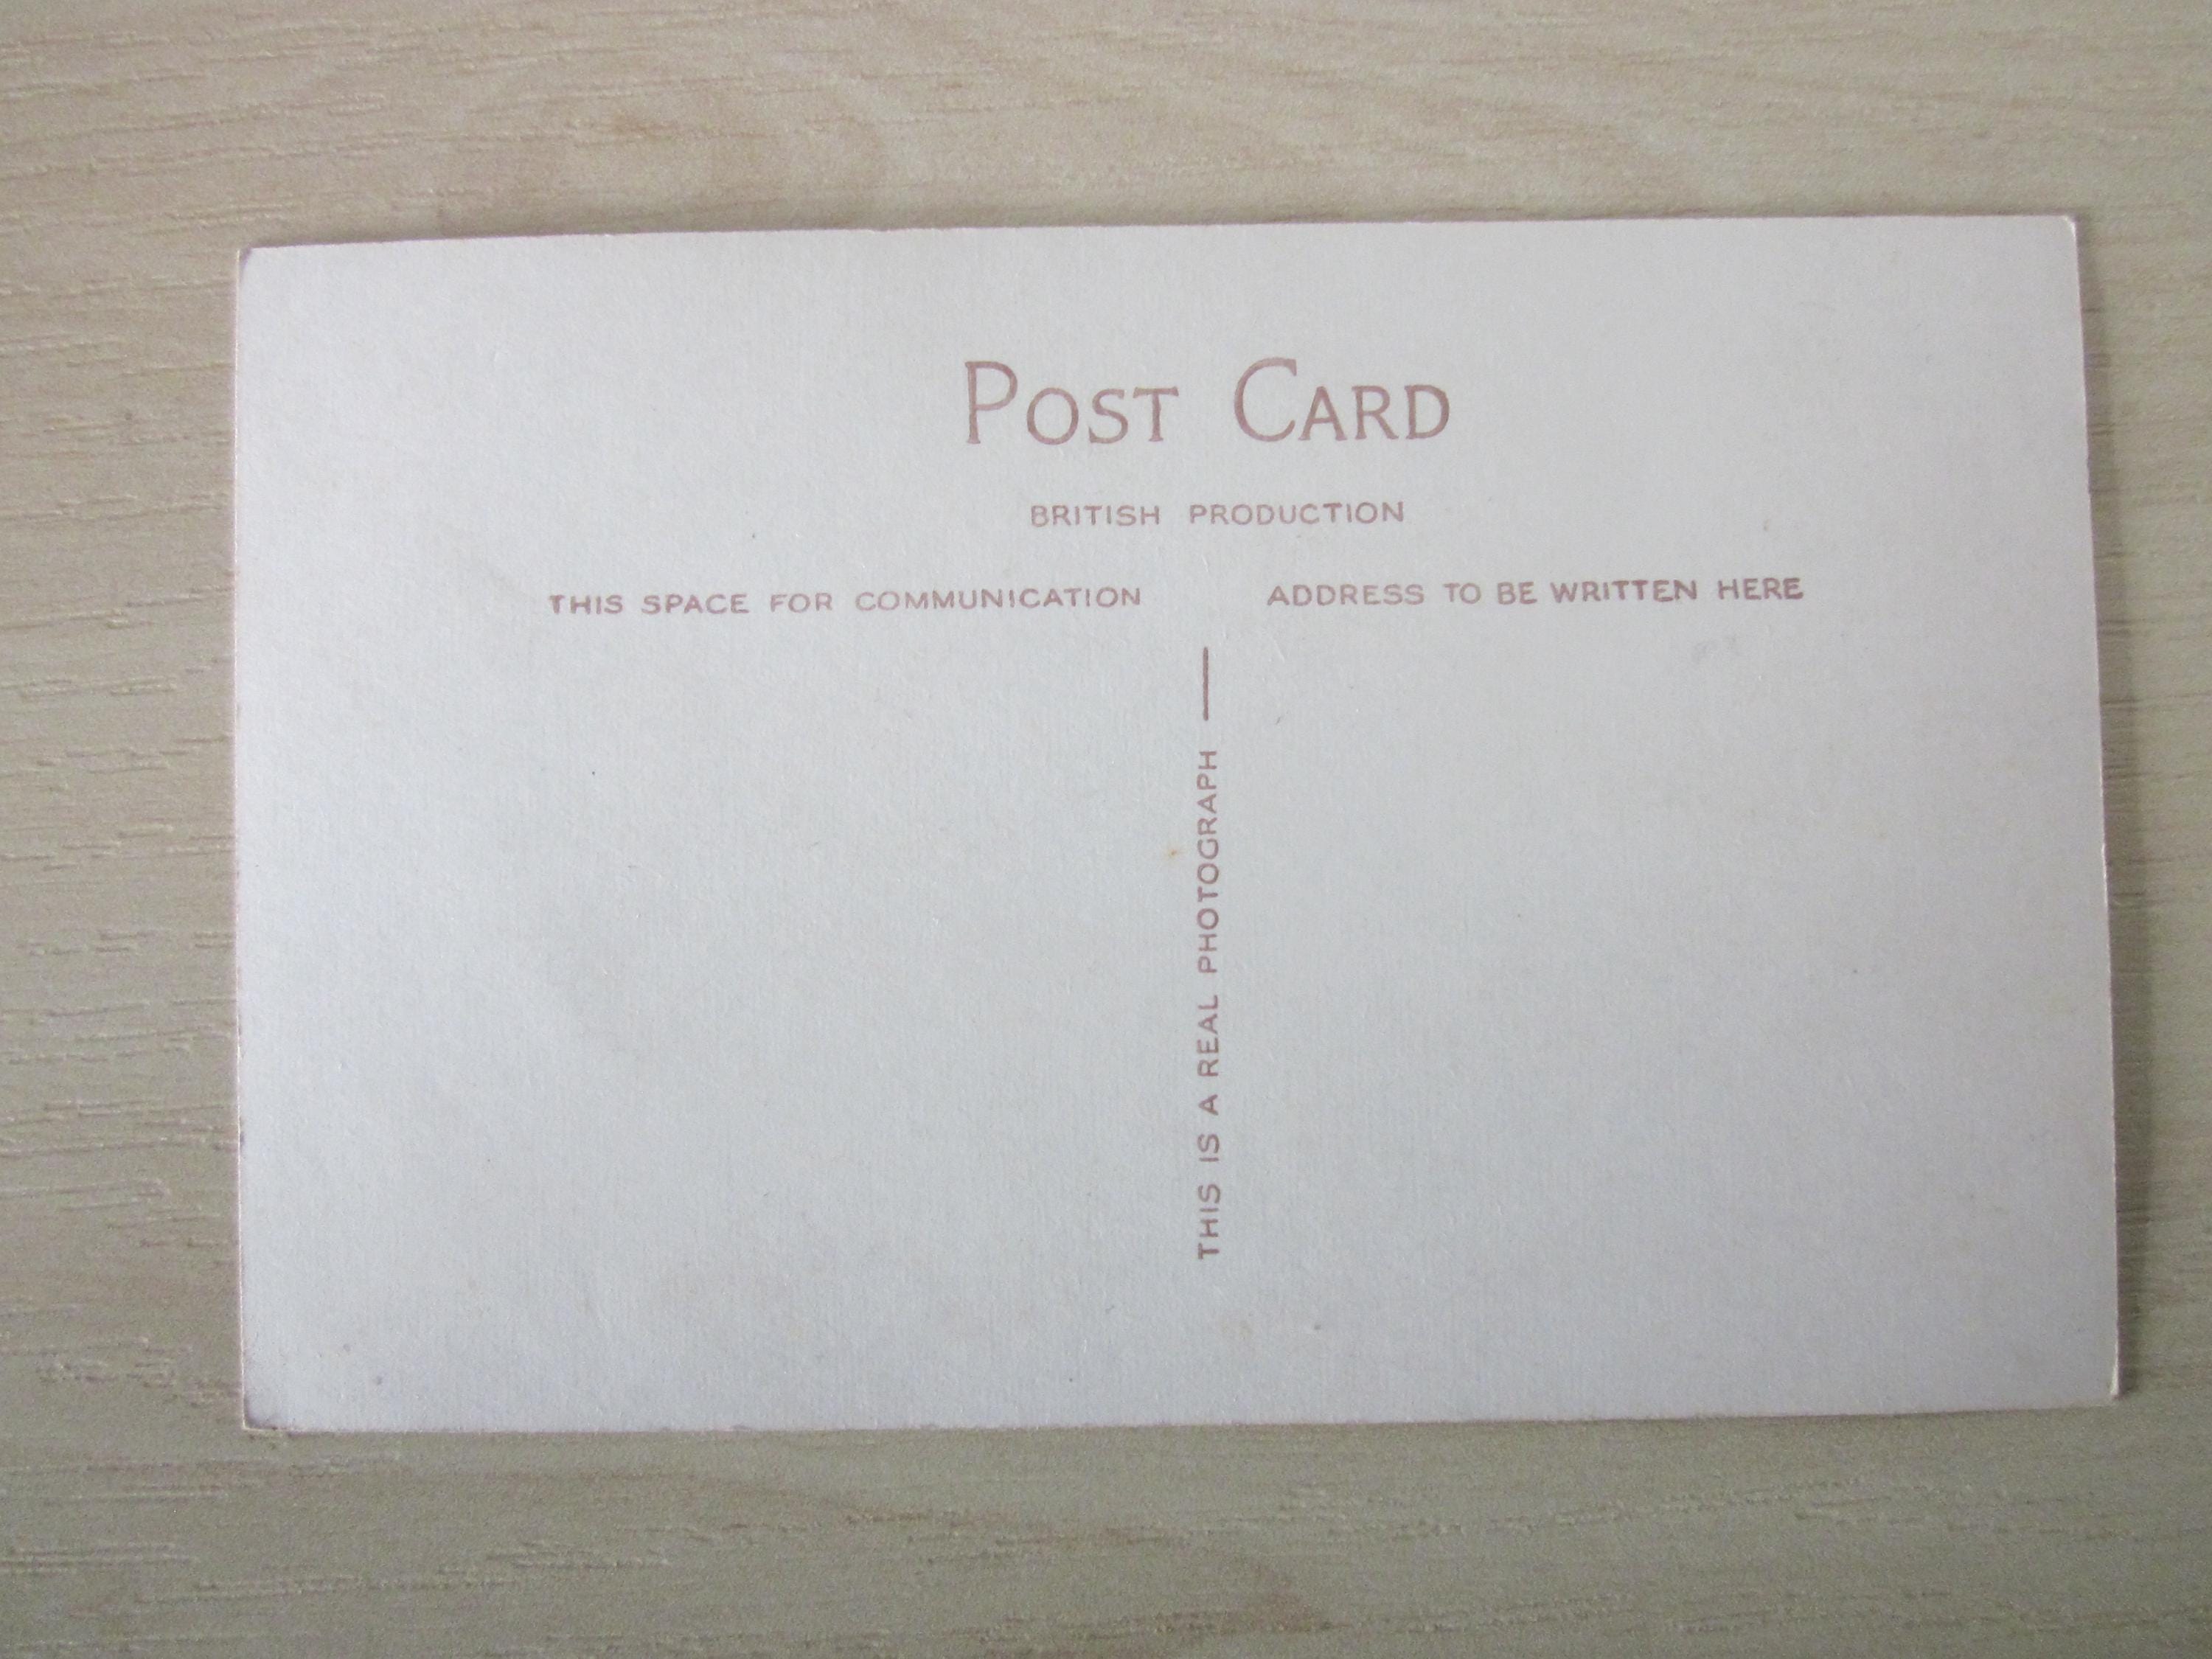 POST CARD
BRITISH PRODUCTION
THIS SPACE FOR COMMUNICATION
ADDRESS TO BE WRITTEN HERE
THIS IS A REAL PHOTOGRAPH